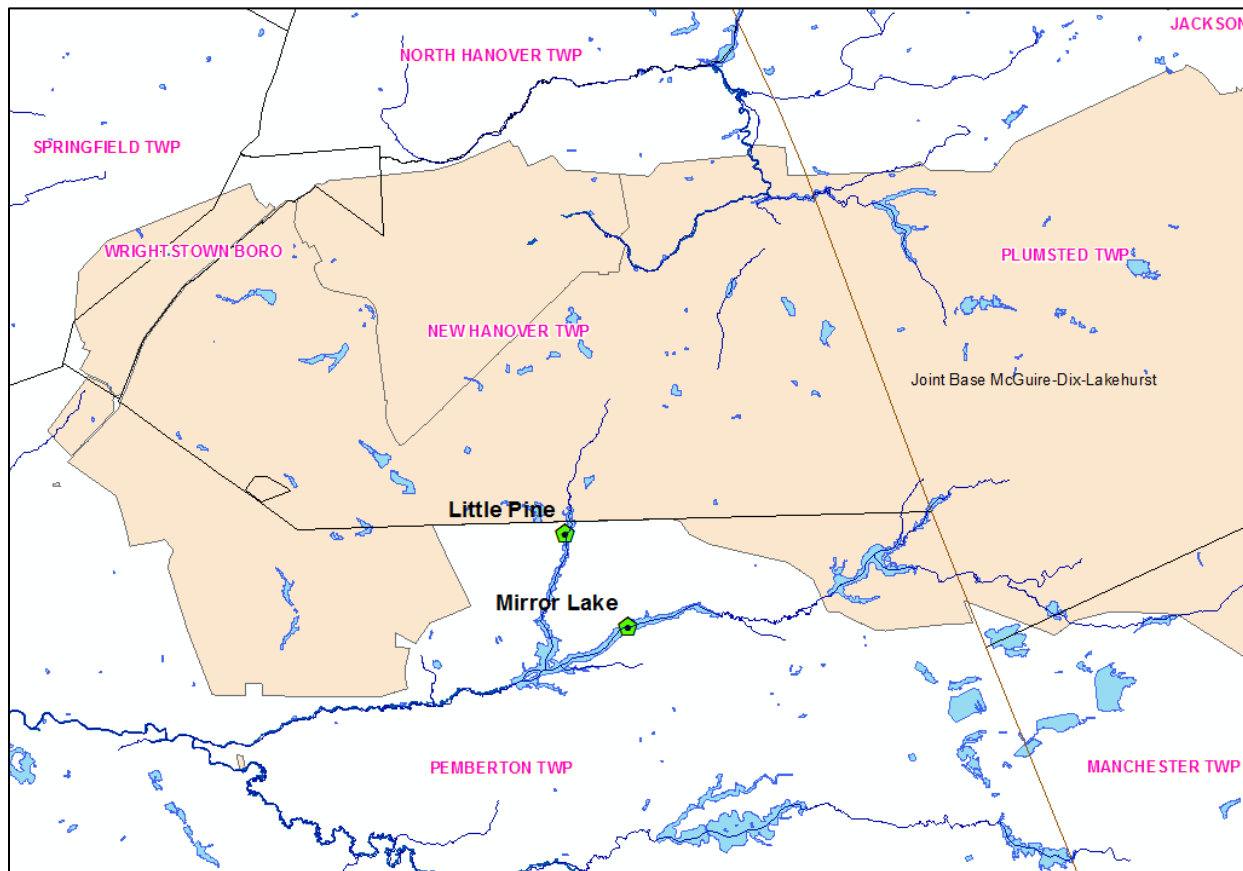 JACKSON
NORTH HANOVER TWP
SPRINGFIELD TWP
WRIGHTSTOWN BORO
PLUMSTED TWP
NEW HANOVER TWP
Joint Base McGuire-Dix-Lakehurst
Little Pine
Mirror Lake
PEMBERTON TWP
MANCHESTER TWP